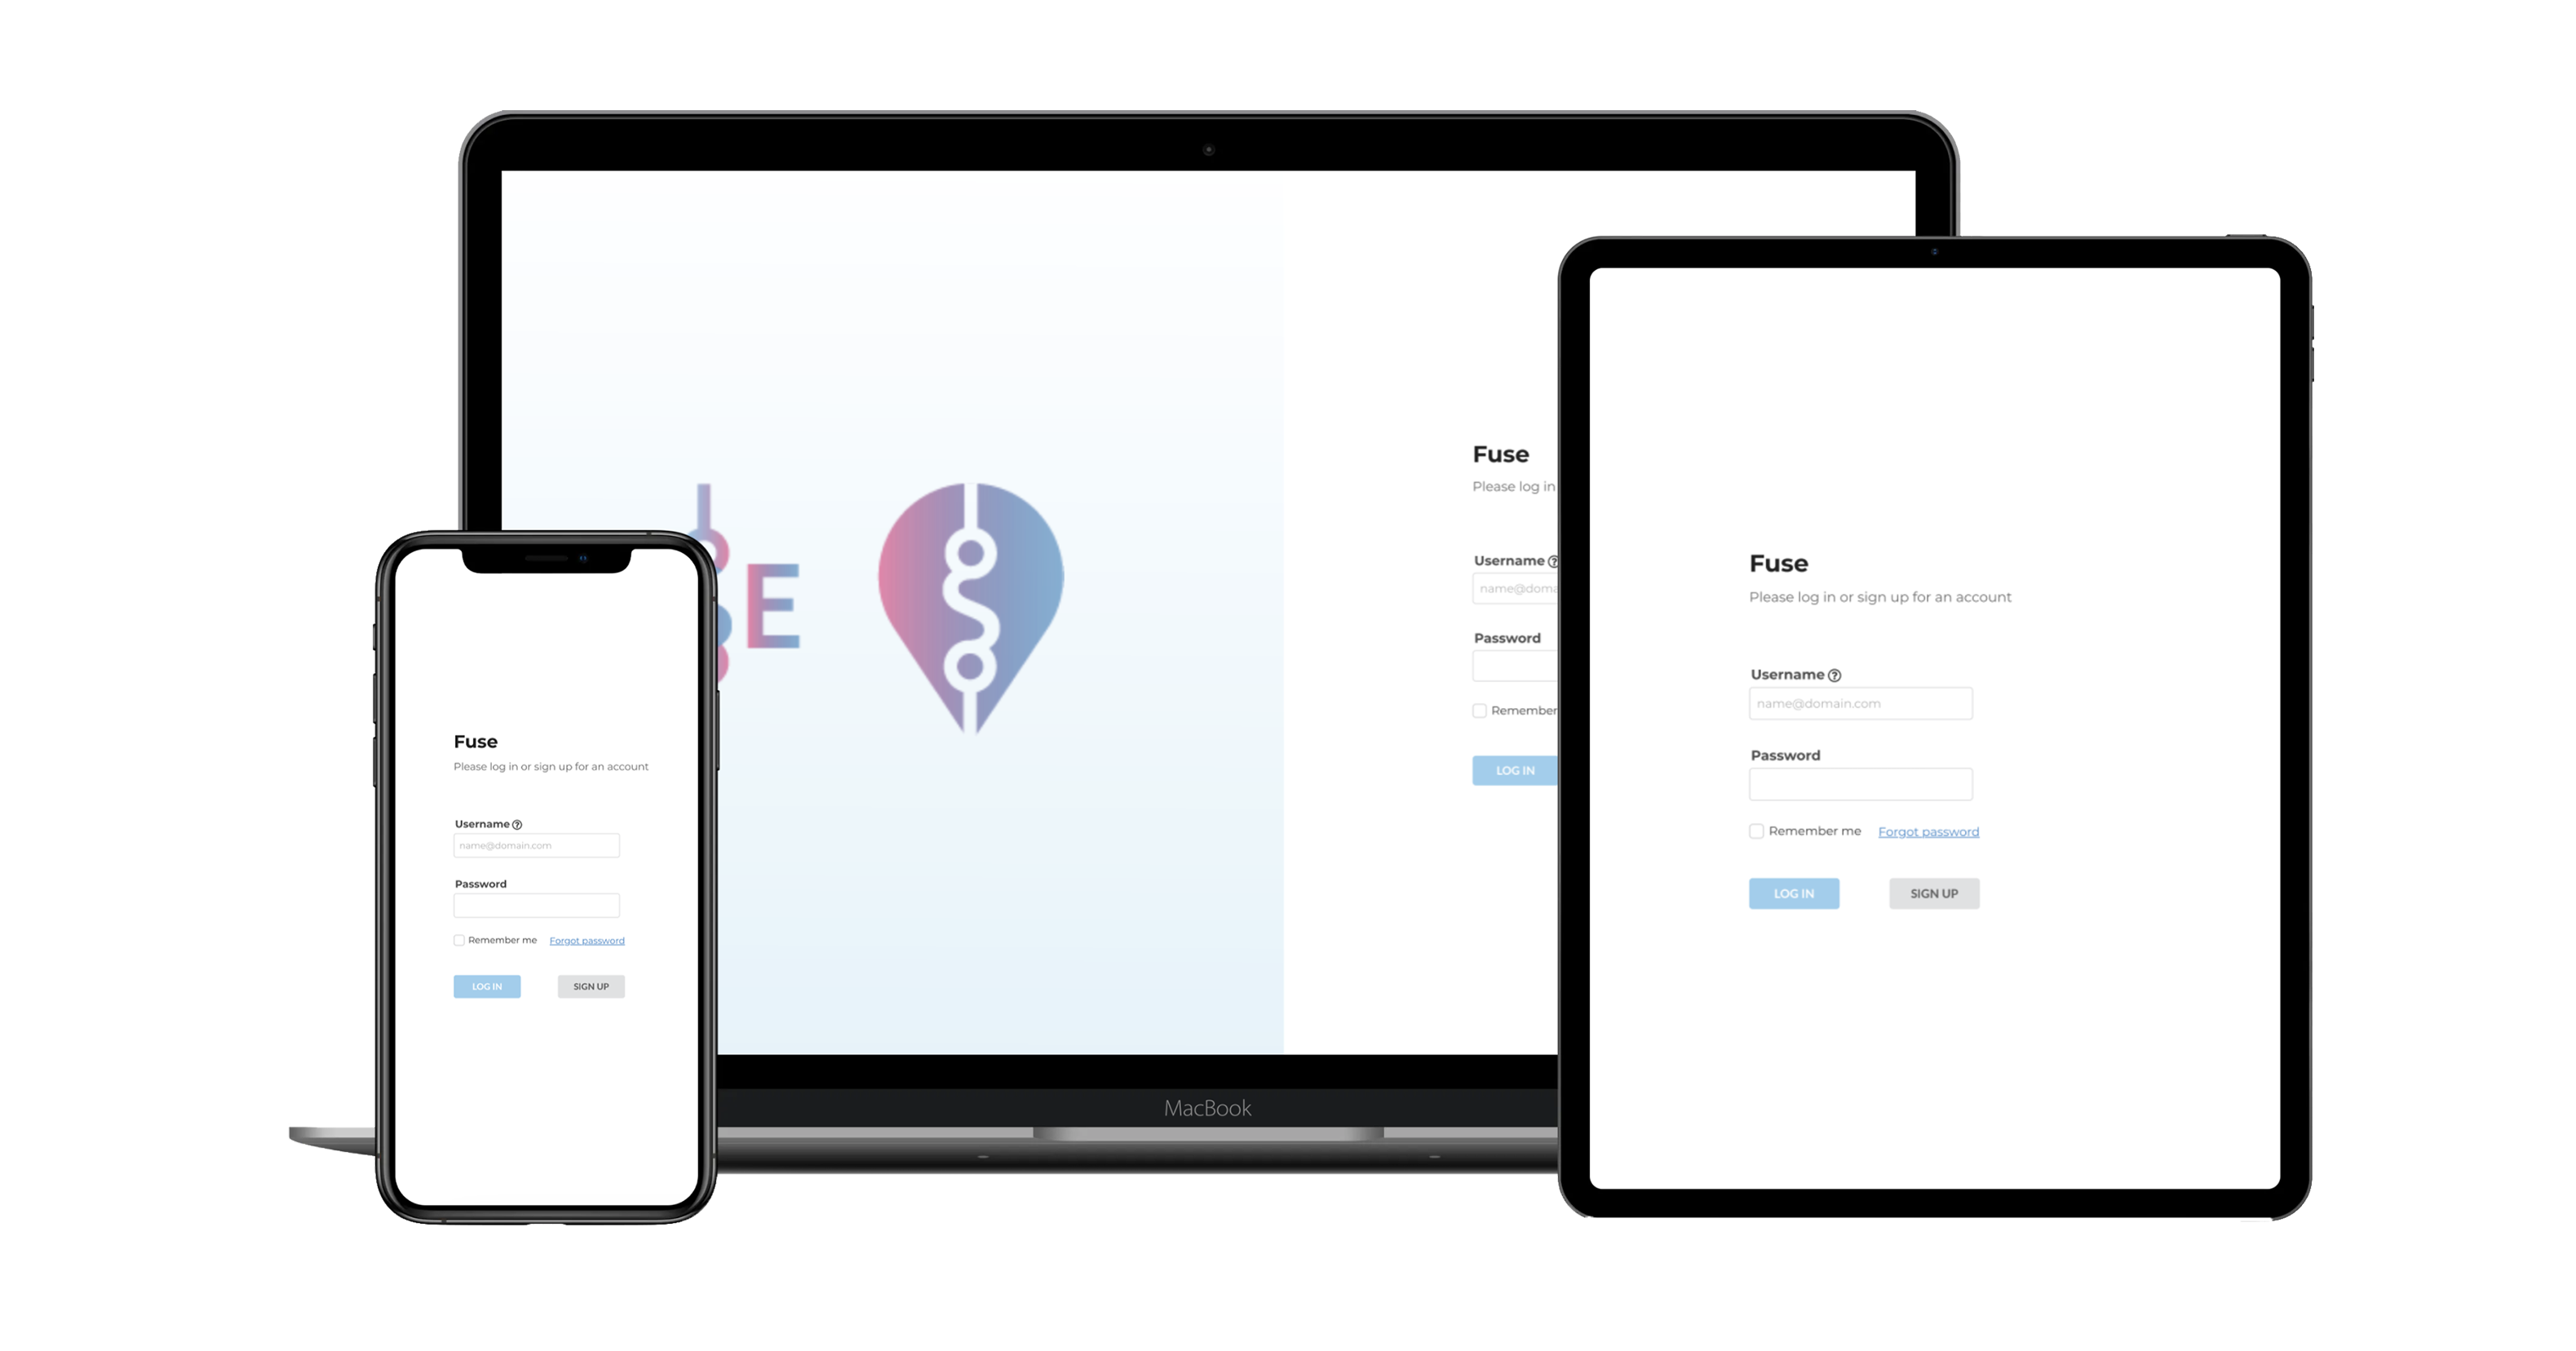 E
Fuse
Please log in
Username ?
name@doma
Password
Remember
LOG IN
MacBook
Fuse
Please log in or sign up for an account
Username ?
name@domain.com
Password
Remember me Forgot password
LOG IN SIGN UP
Fuse
Please log in or sign up for an account
Username ?
name@domain.com
Password
Remember me Forgot password
LOG IN SIGN UP